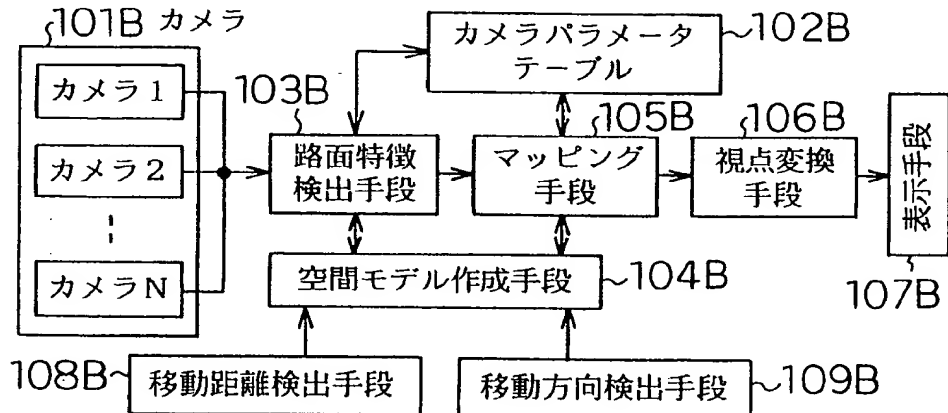 101B カメラ
カメラ1
カメラ2
カメラN
103B
路面特徴
検出手段
カメラパラメータ
テーブル
102B
105B
マッピング
手段
106B
視点変換
手段
表示手段
107B
空間モデル作成手段
104B
108B
移動距離検出手段
移動方向検出手段
109B